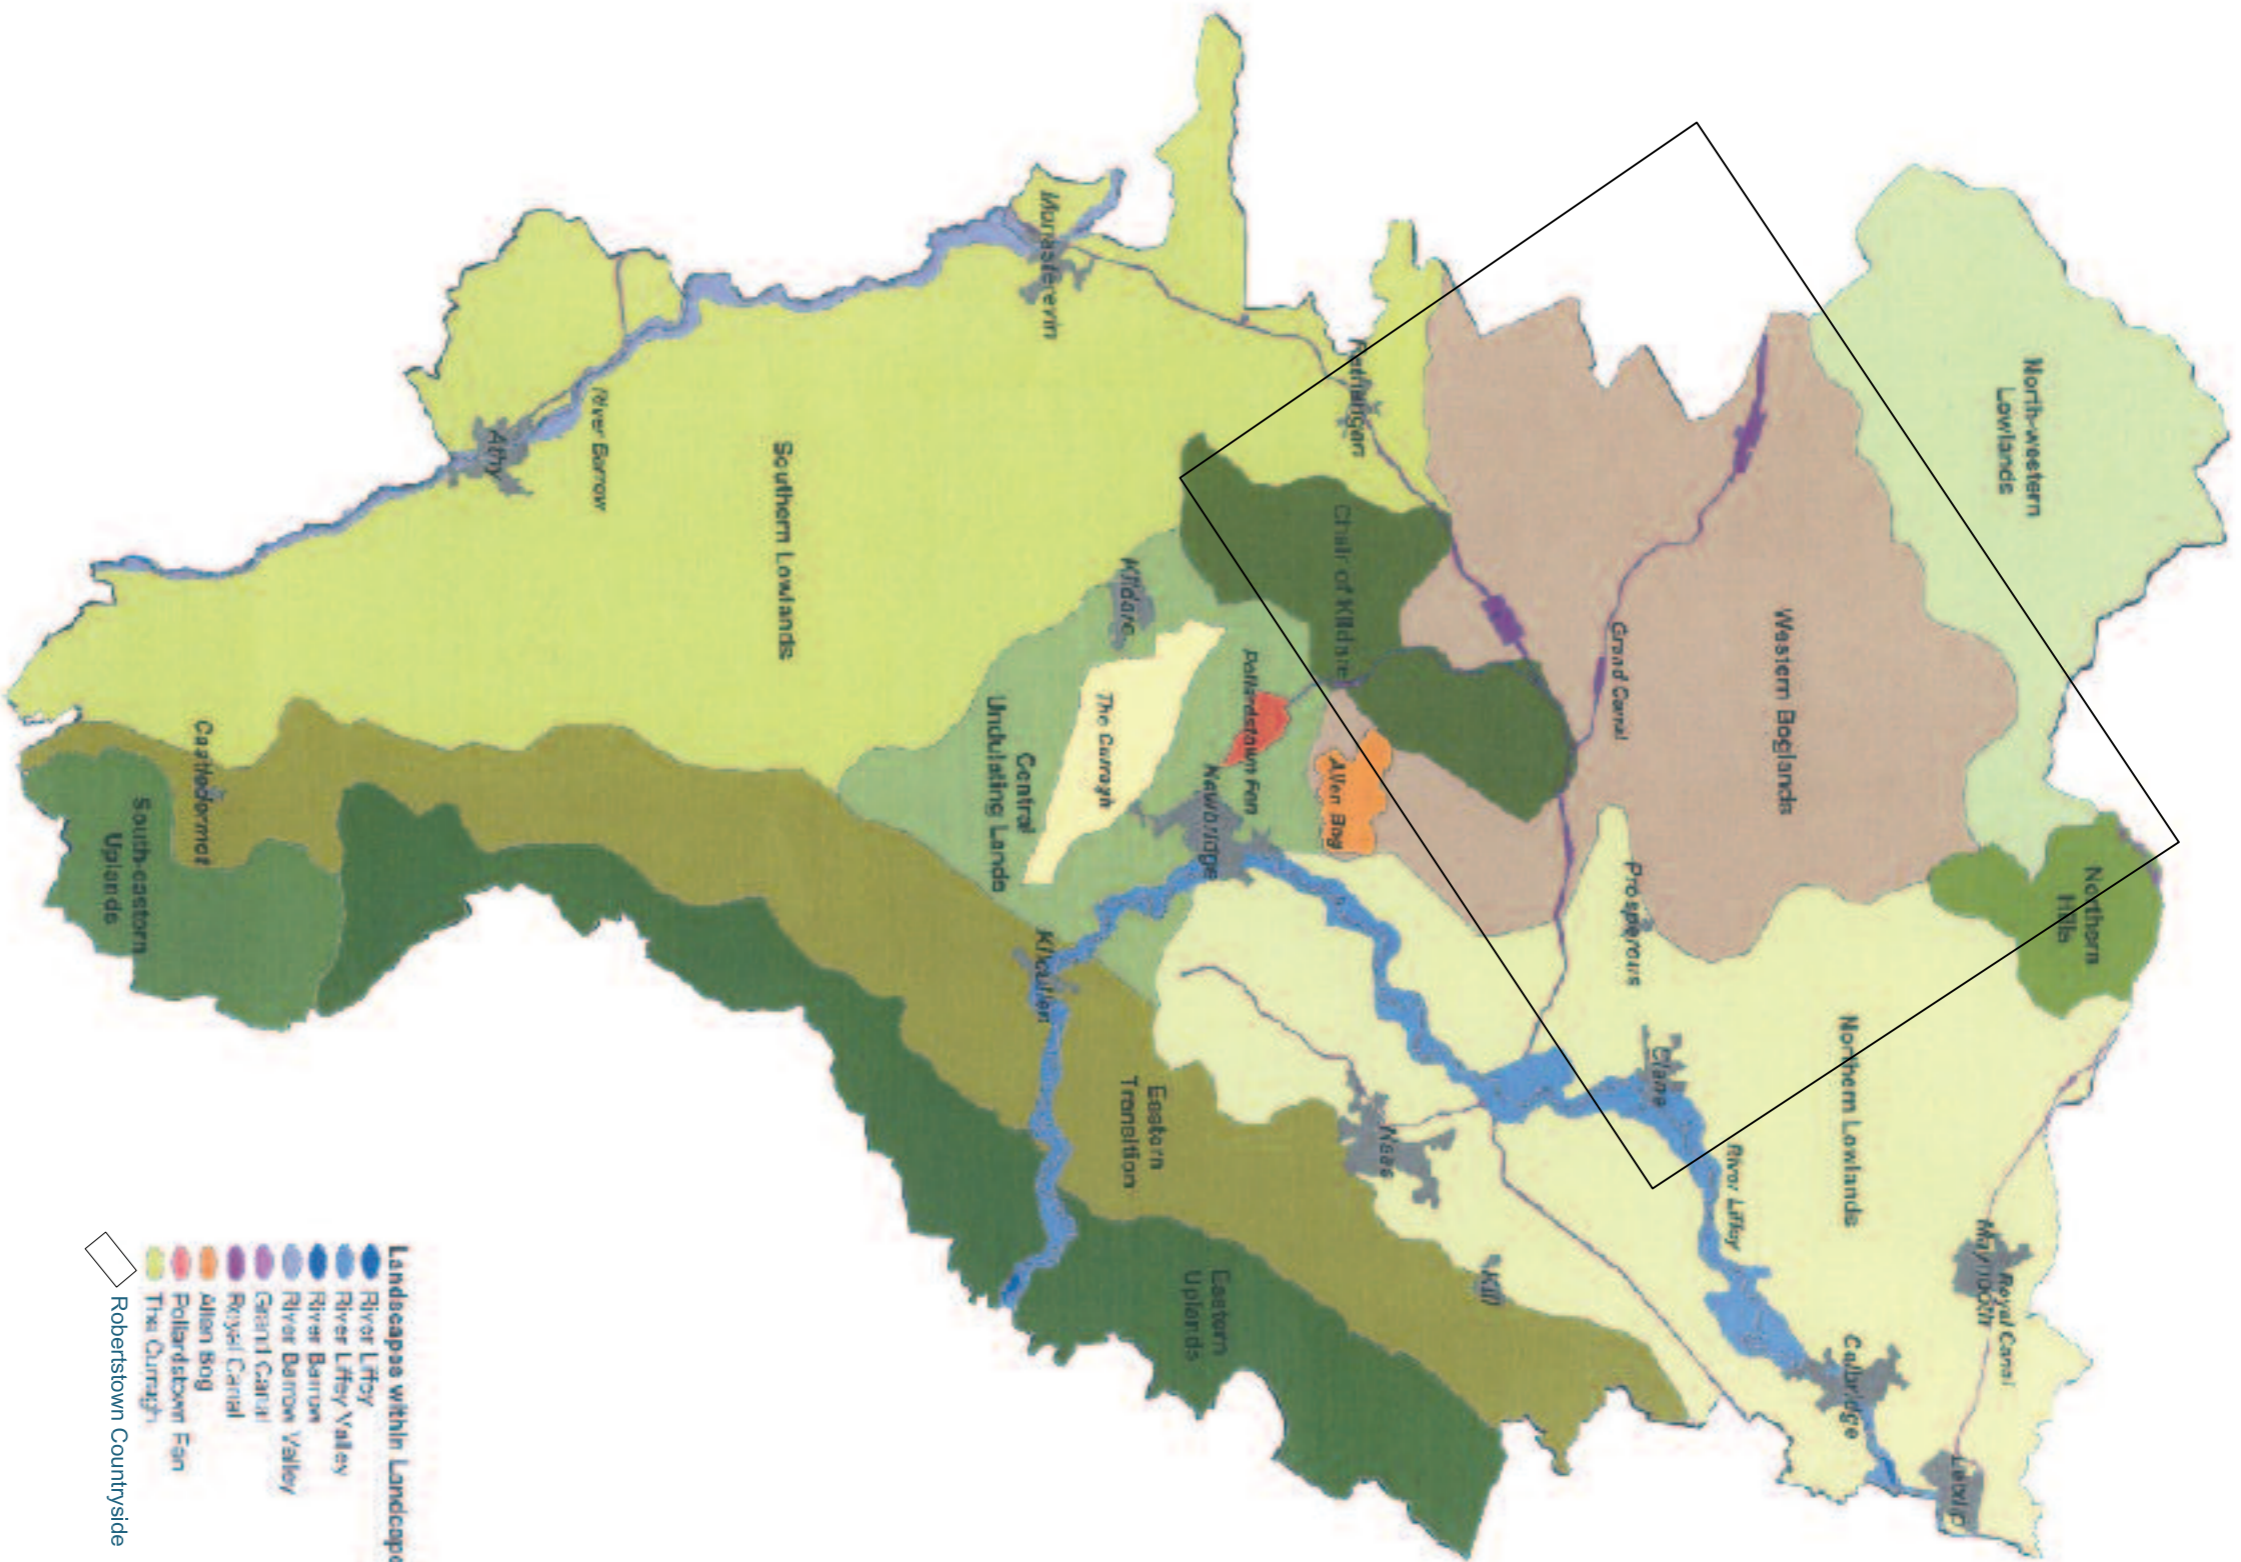 North-western
Lowlands
Northern
Hills
Western Boglands
Northern Lowlands
Grand Canal
Prosperous
Clane
River Liffey
Maynooth
Royal Canal
Celbridge
Leixlip
Rathangan
Chair of Kildare
Allen Bog
Pollardstown Fen
Newbridge
The Curragh
Kildare
Central
Undulating Lands
Naas
Kill
Monasterevin
River Barrow
Athy
Southern Lowlands
Kilcullen
Eastern
Transition
Eastern
Uplands
Castledermot
South-eastern
Uplands
Landscapes within Landscape
River Liffey
River Liffey Valley
River Barrow
River Barrow Valley
Grand Canal
Royal Canal
Allen Bog
Pollardstown Fen
The Curragh
Robertstown Countryside